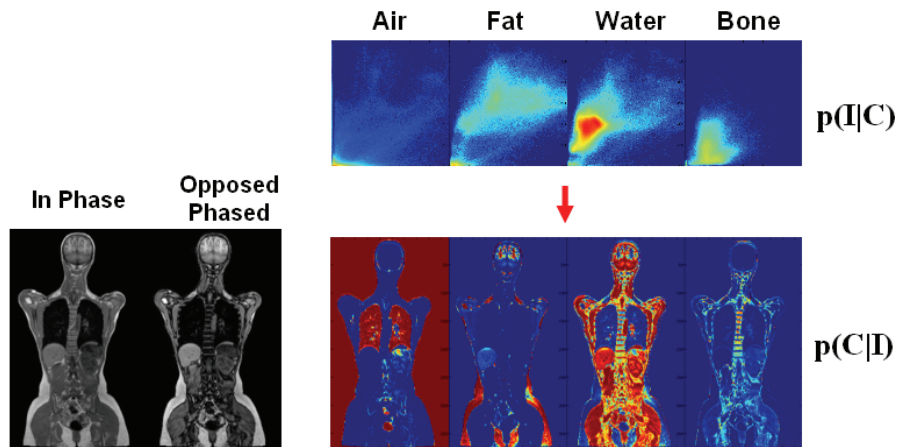 Air Fat Water Bone
p(I|C)
In Phase Opposed
Phased
p(C|I)